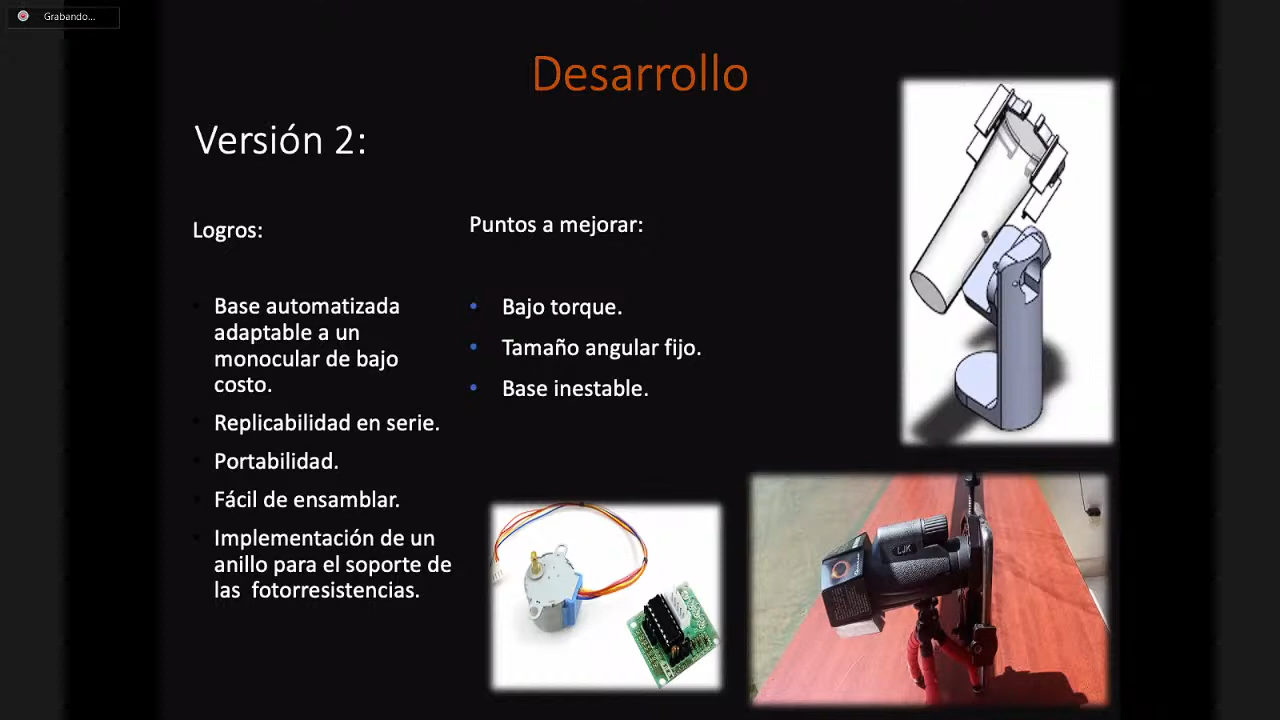 Grabando...
Desarrollo
Versión 2:
Logros:
Base automatizada
adaptable a un
monocular de bajo
costo.
Replicabilidad en serie.
Portabilidad.
Fácil de ensamblar.
Implementación de un
anillo para el soporte de
las fotorresistencias.
Puntos a mejorar:
Bajo torque.
Tamaño angular fijo.
Base inestable.
LJK